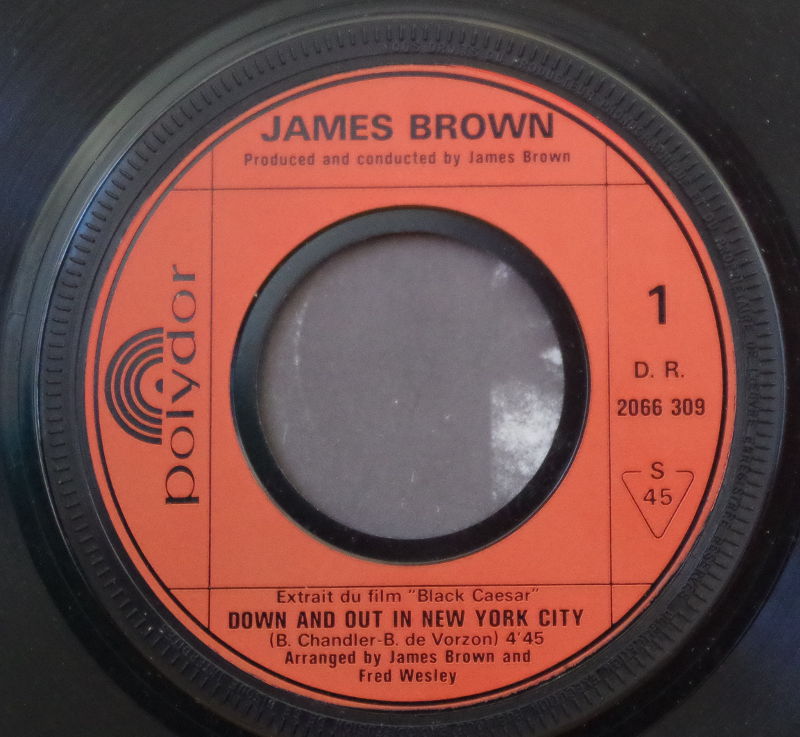 JAMES BROWN
Produced and conducted by James Brown
polydor
1
D. R.
2066 309
S
45
Extrait du film "Black Caesar"
DOWN AND OUT IN NEW YORK CITY
(B. Chandler-B. de Vorzon) 4'45
Arranged by James Brown and
Fred Wesley